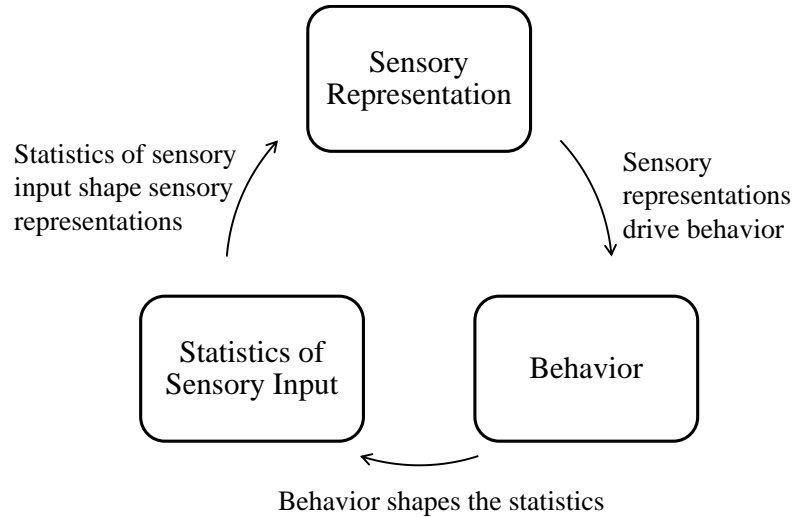 Sensory
Representation
Statistics of sensory
input shape sensory
representations
Sensory
representations
drive behavior
Statistics of
Sensory Input
Behavior
Behavior shapes the statistics